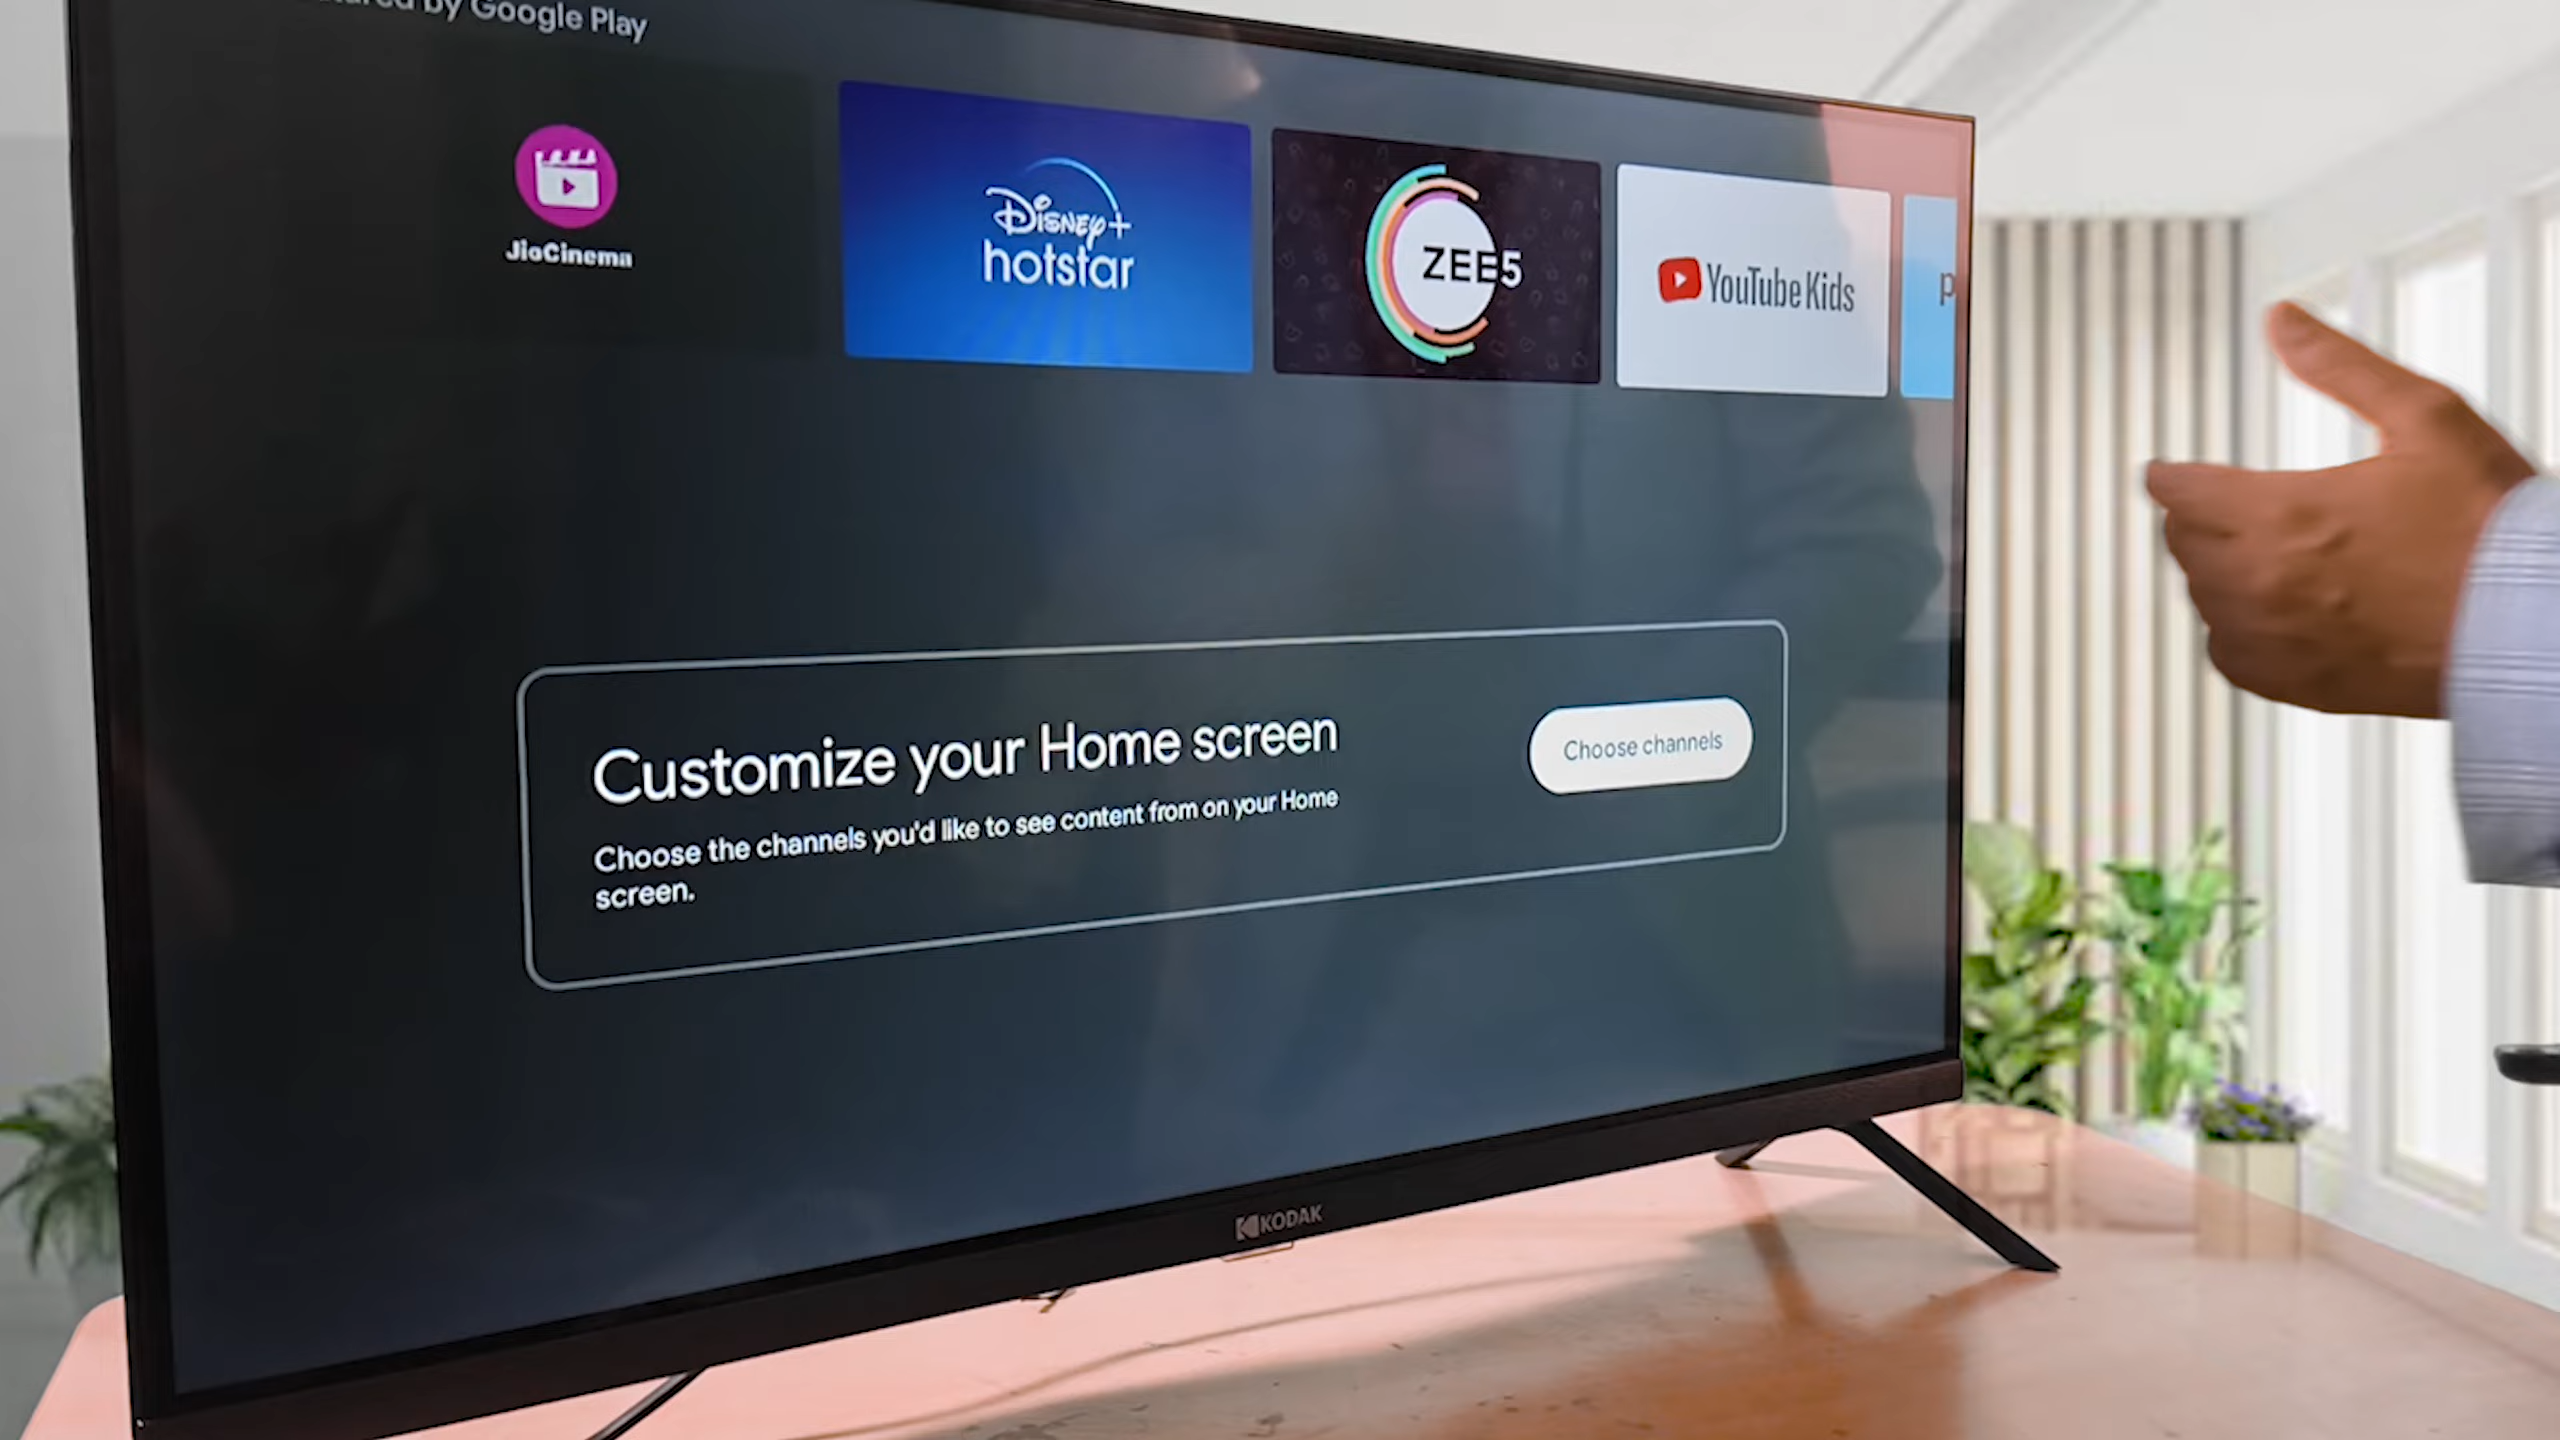 by Google Play
JioCinema
Disney+
hotstar
ZEE5
YouTube Kids
p
Customize your Home screen
Choose the channels you'd like to see content from on your Home
screen.
Choose channels
KODAK